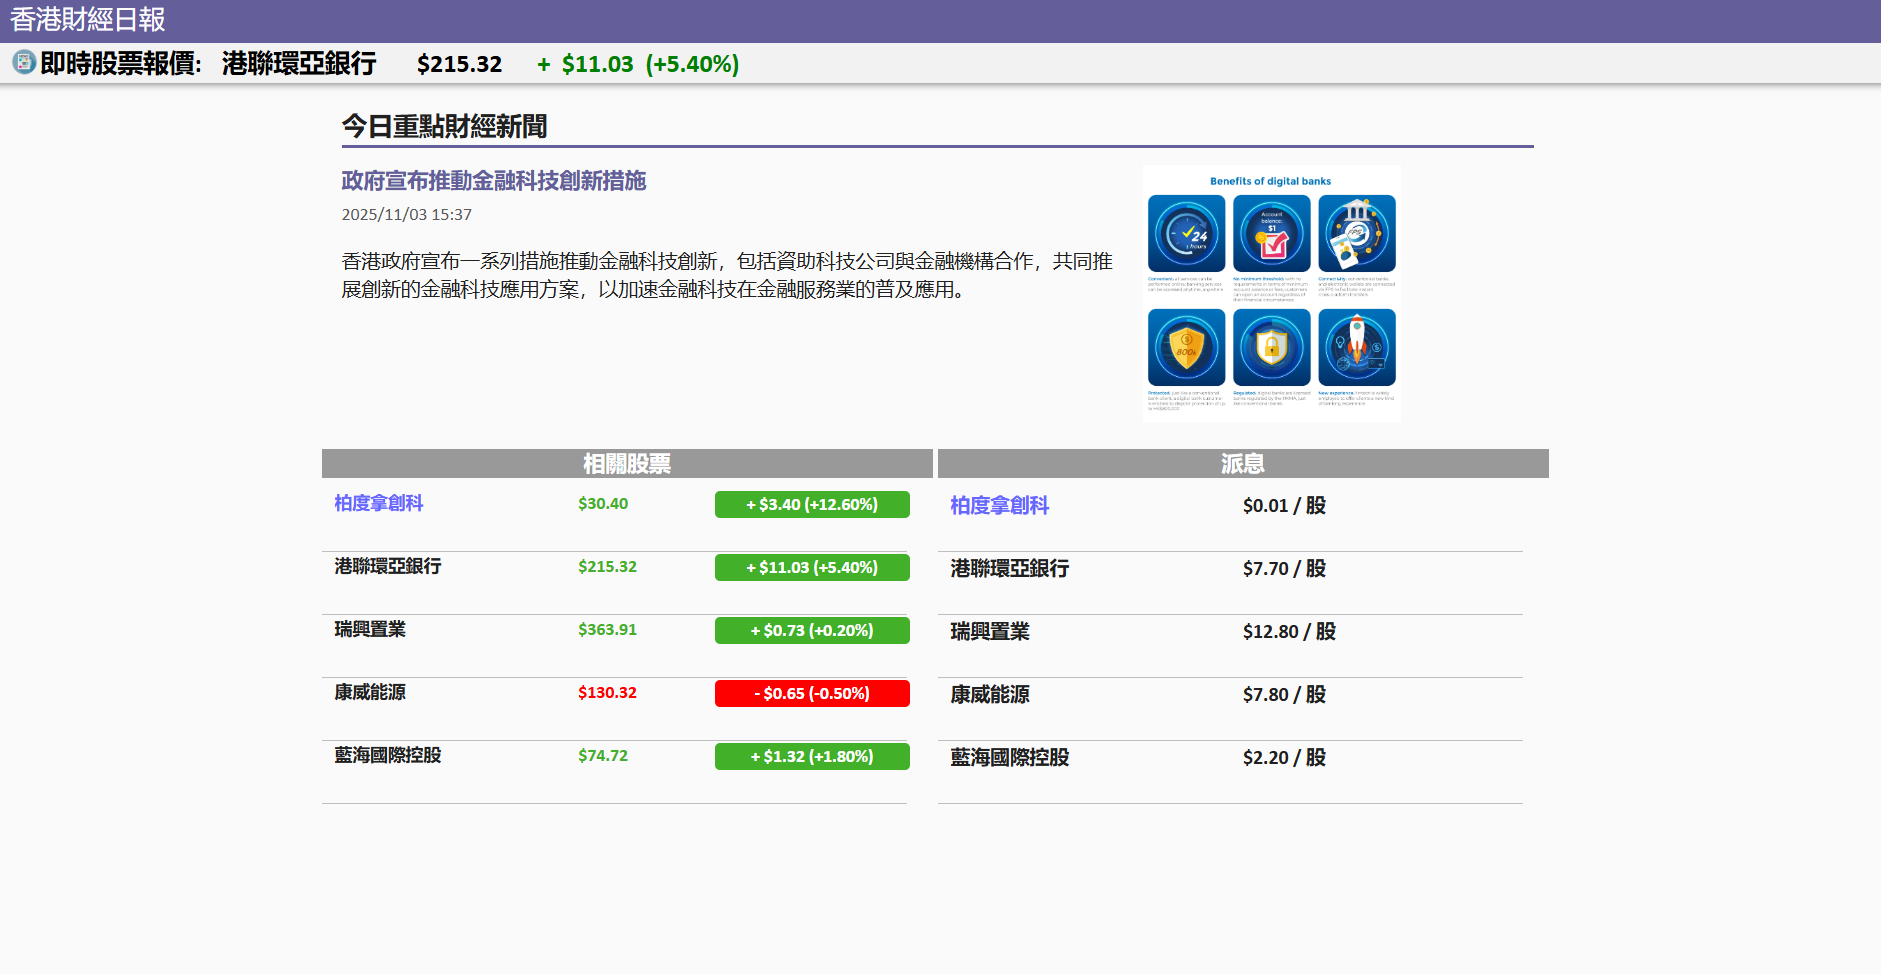 香港財經日報
即時股票報價: 港聯環亞銀行 $215.32 + $11.03 (+5.40%)
今日重點財經新聞
政府宣布推動金融科技創新措施
2025/11/03 15:37
香港政府宣布一系列措施推動金融科技創新，包括資助科技公司與金融機構合作，共同推
展創新的金融科技應用方案，以加速金融科技在金融服務業的普及應用。
Benefits of digital banks
24
hours
Account
balance:
$1
FPS
800k
相關股票
柏度拿創科 $30.40 + $3.40 (+12.60%)
港聯環亞銀行 $215.32 + $11.03 (+5.40%)
瑞興置業 $363.91 + $0.73 (+0.20%)
康威能源 $130.32 - $0.65 (-0.50%)
藍海國際控股 $74.72 + $1.32 (+1.80%)
派息
柏度拿創科 $0.01 / 股
港聯環亞銀行 $7.70 / 股
瑞興置業 $12.80 / 股
康威能源 $7.80 / 股
藍海國際控股 $2.20 / 股